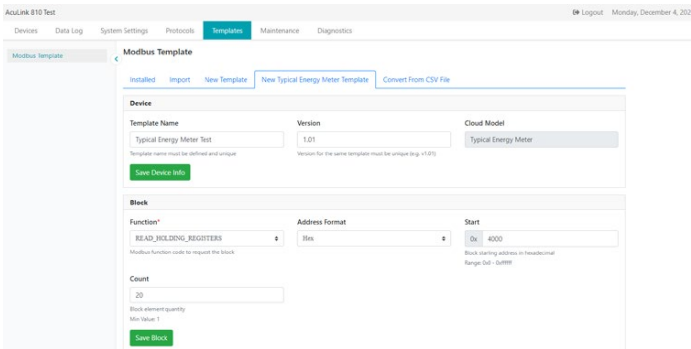 AcuLink 810 Test
Logout Monday, December 4, 202
Devices Data Log System Settings Protocols Templates Maintenance Diagnostics
Modbus Template
Modbus Template
Installed Import New Template New Typical Energy Meter Template Convert From CSV File
Device
Template Name Version Cloud Model
Typical Energy Meter Test 1.01 Typical Energy Meter
Template name must be defined and unique Version for the same template must be unique (e.g. v1.01)
Save Device Info
Block
Function* Address Format Start
READ_HOLDING_REGISTERS Hex 0x 4000
Modbus function code to request the block Block starting address in hexadecimal
Range: 0x0 - 0xffffff
Count
20
Block element quantity
Min Value: 1
Save Block